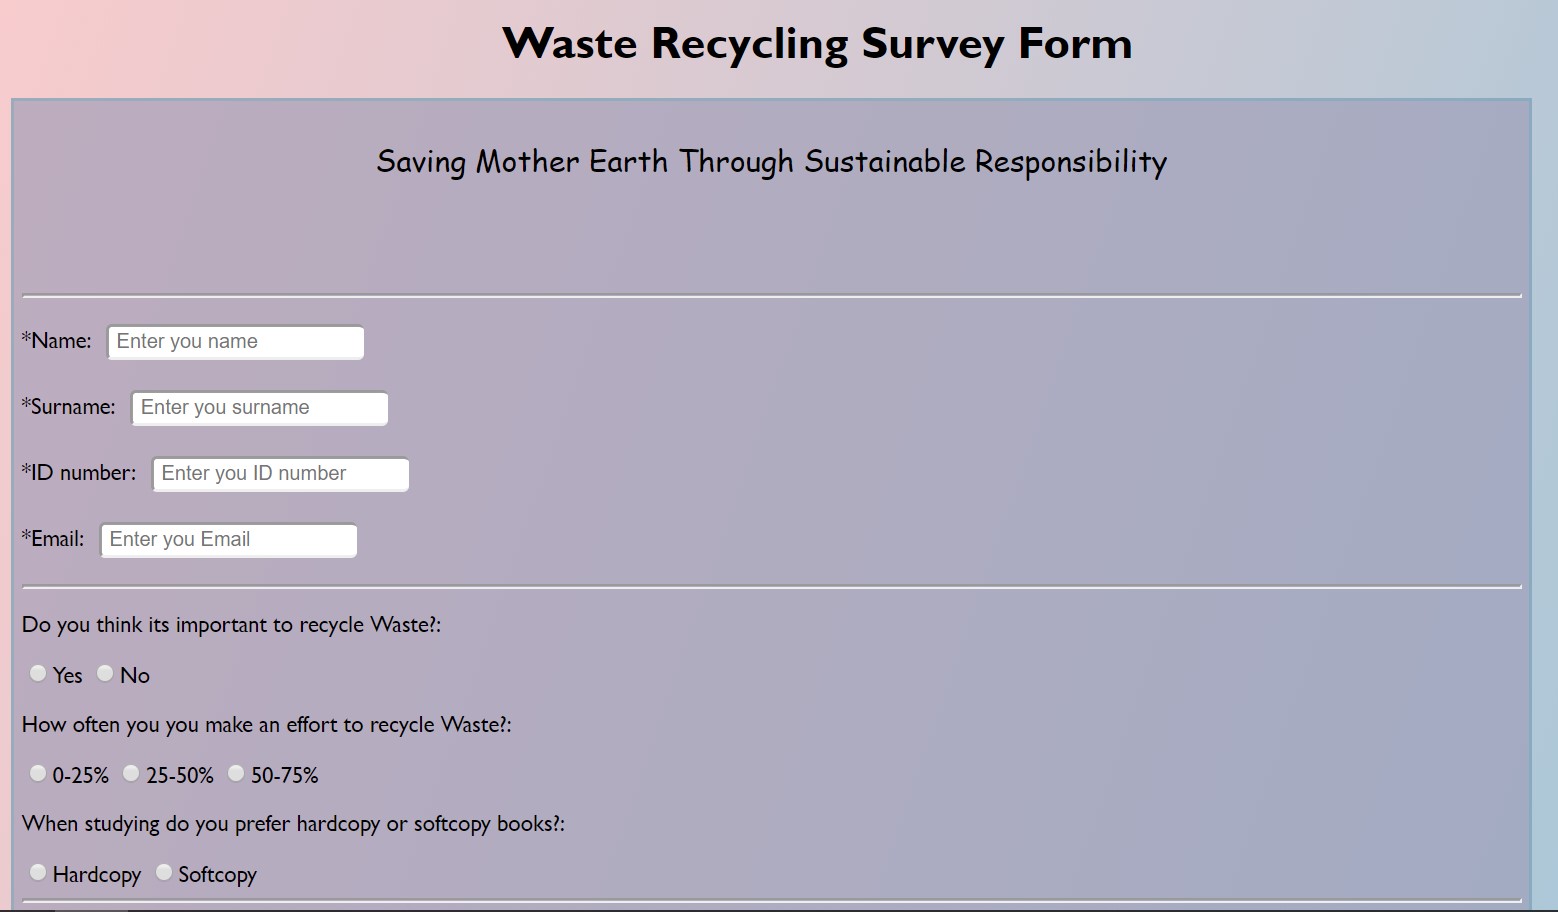 Waste Recycling Survey Form
Saving Mother Earth Through Sustainable Responsibility
*Name: Enter you name
*Surname: Enter you surname
*ID number: Enter you ID number
*Email: Enter you Email
Do you think its important to recycle Waste?:
Yes No
How often you you make an effort to recycle Waste?:
0-25% 25-50% 50-75%
When studying do you prefer hardcopy or softcopy books?:
Hardcopy Softcopy